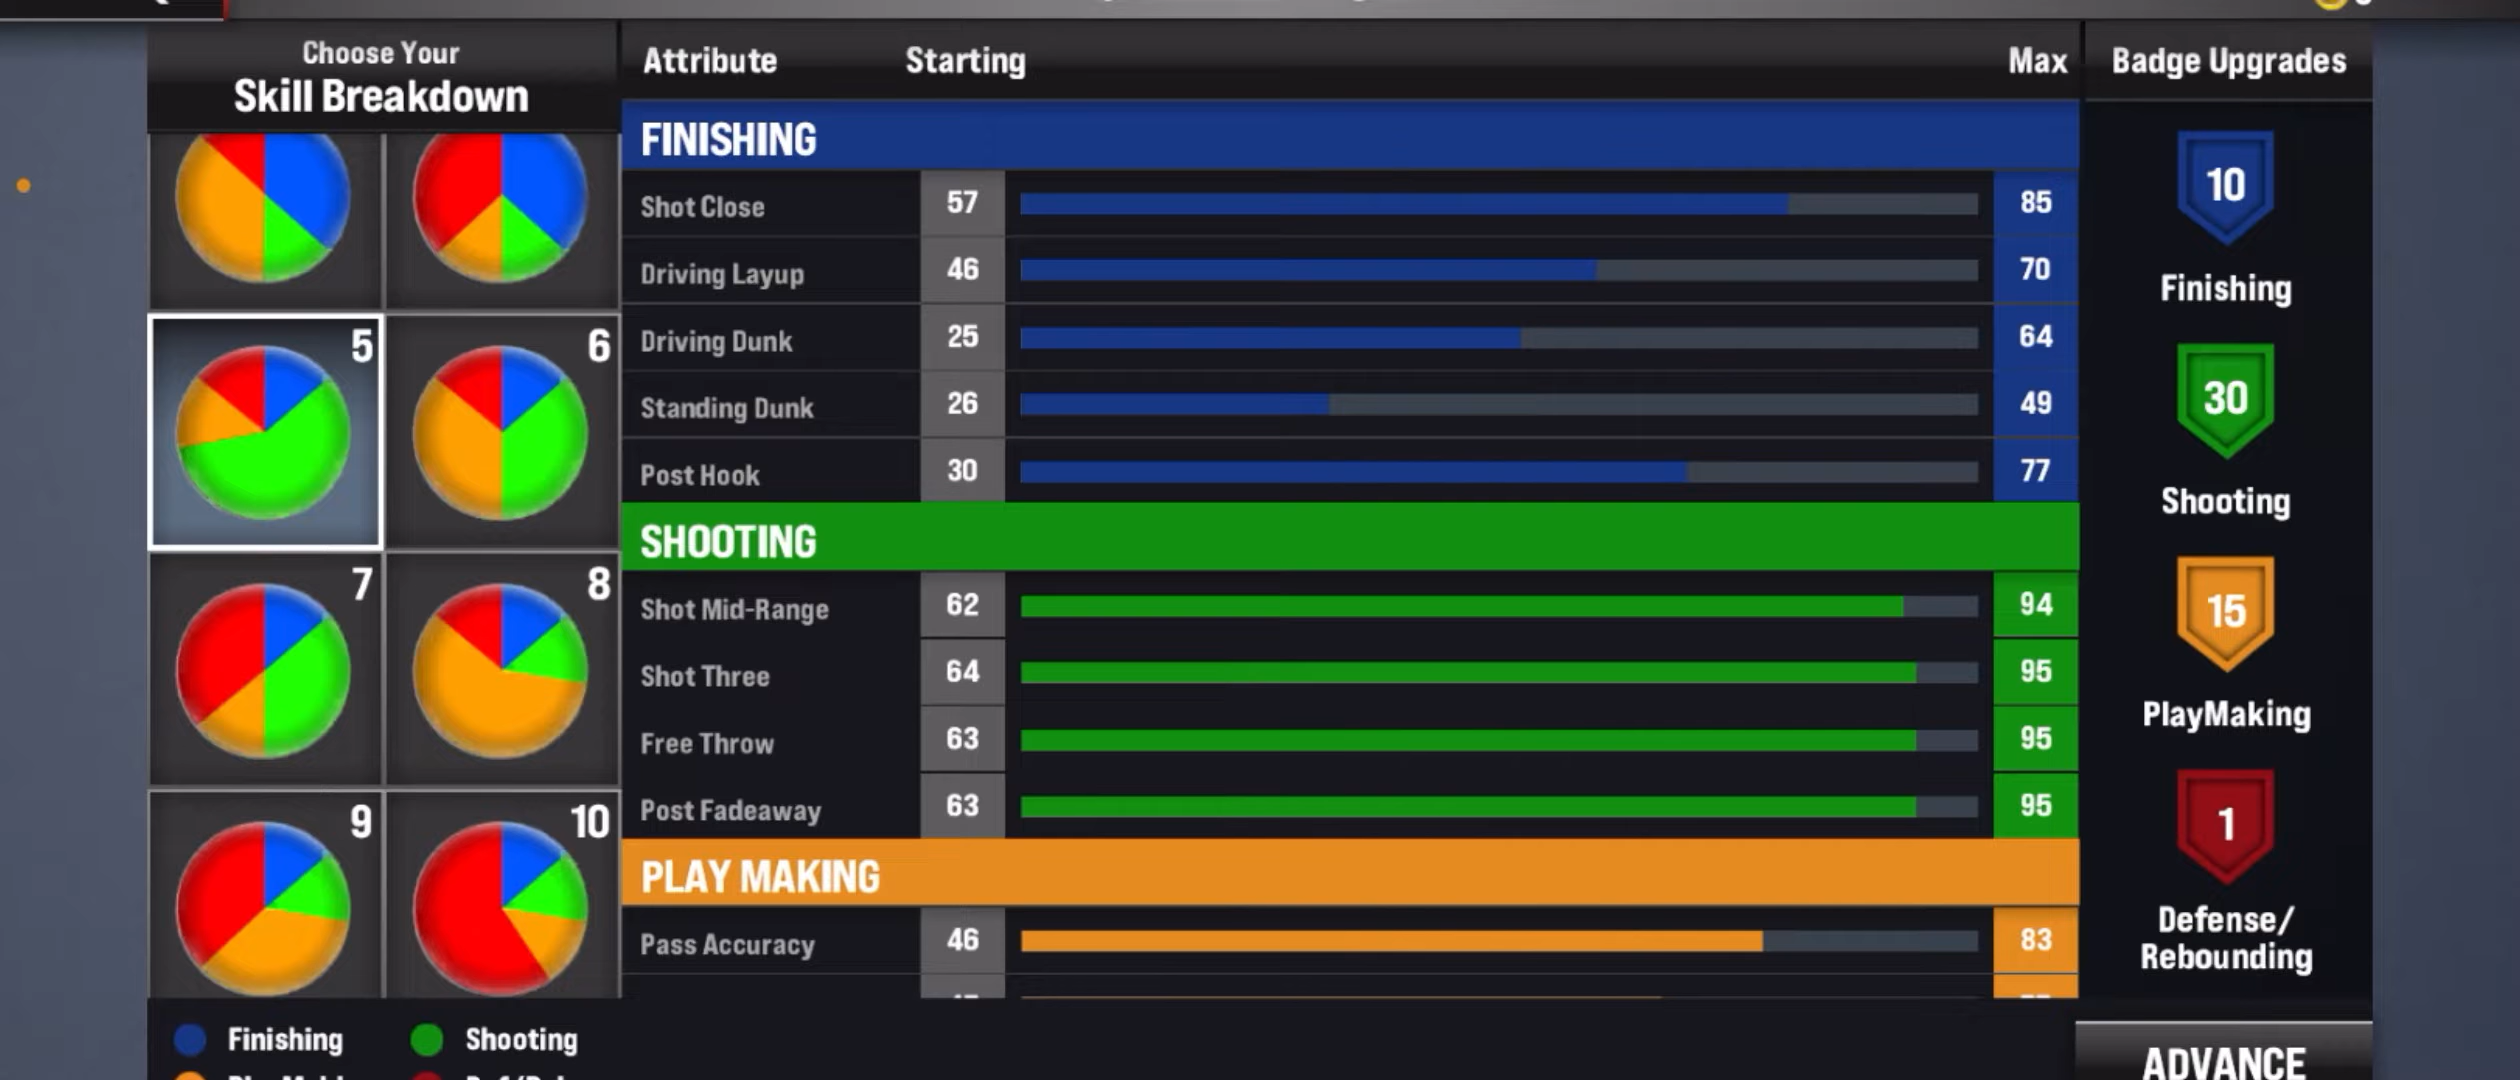 Choose Your
Skill Breakdown
Attribute Starting Max
Badge Upgrades
FINISHING
Shot Close 57 85
Driving Layup 46 70
Driving Dunk 25 64
Standing Dunk 26 49
Post Hook 30 77
SHOOTING
Shot Mid-Range 62 94
Shot Three 64 95
Free Throw 63 95
Post Fadeaway 63 95
PLAY MAKING
Pass Accuracy 46 83
5
6
7
8
9
10
10
Finishing
30
Shooting
15
PlayMaking
1
Defense/
Rebounding
Finishing Shooting
ADVANCE